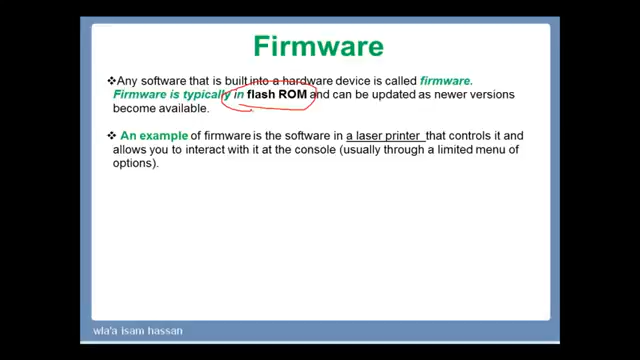 Firmware
❖ Any software that is built into a hardware device is called firmware.
Firmware is typically in flash ROM and can be updated as newer versions
become available.
❖ An example of firmware is the software in a laser printer that controls it and
allows you to interact with it at the console (usually through a limited menu of
options).
wla'a isam hassan